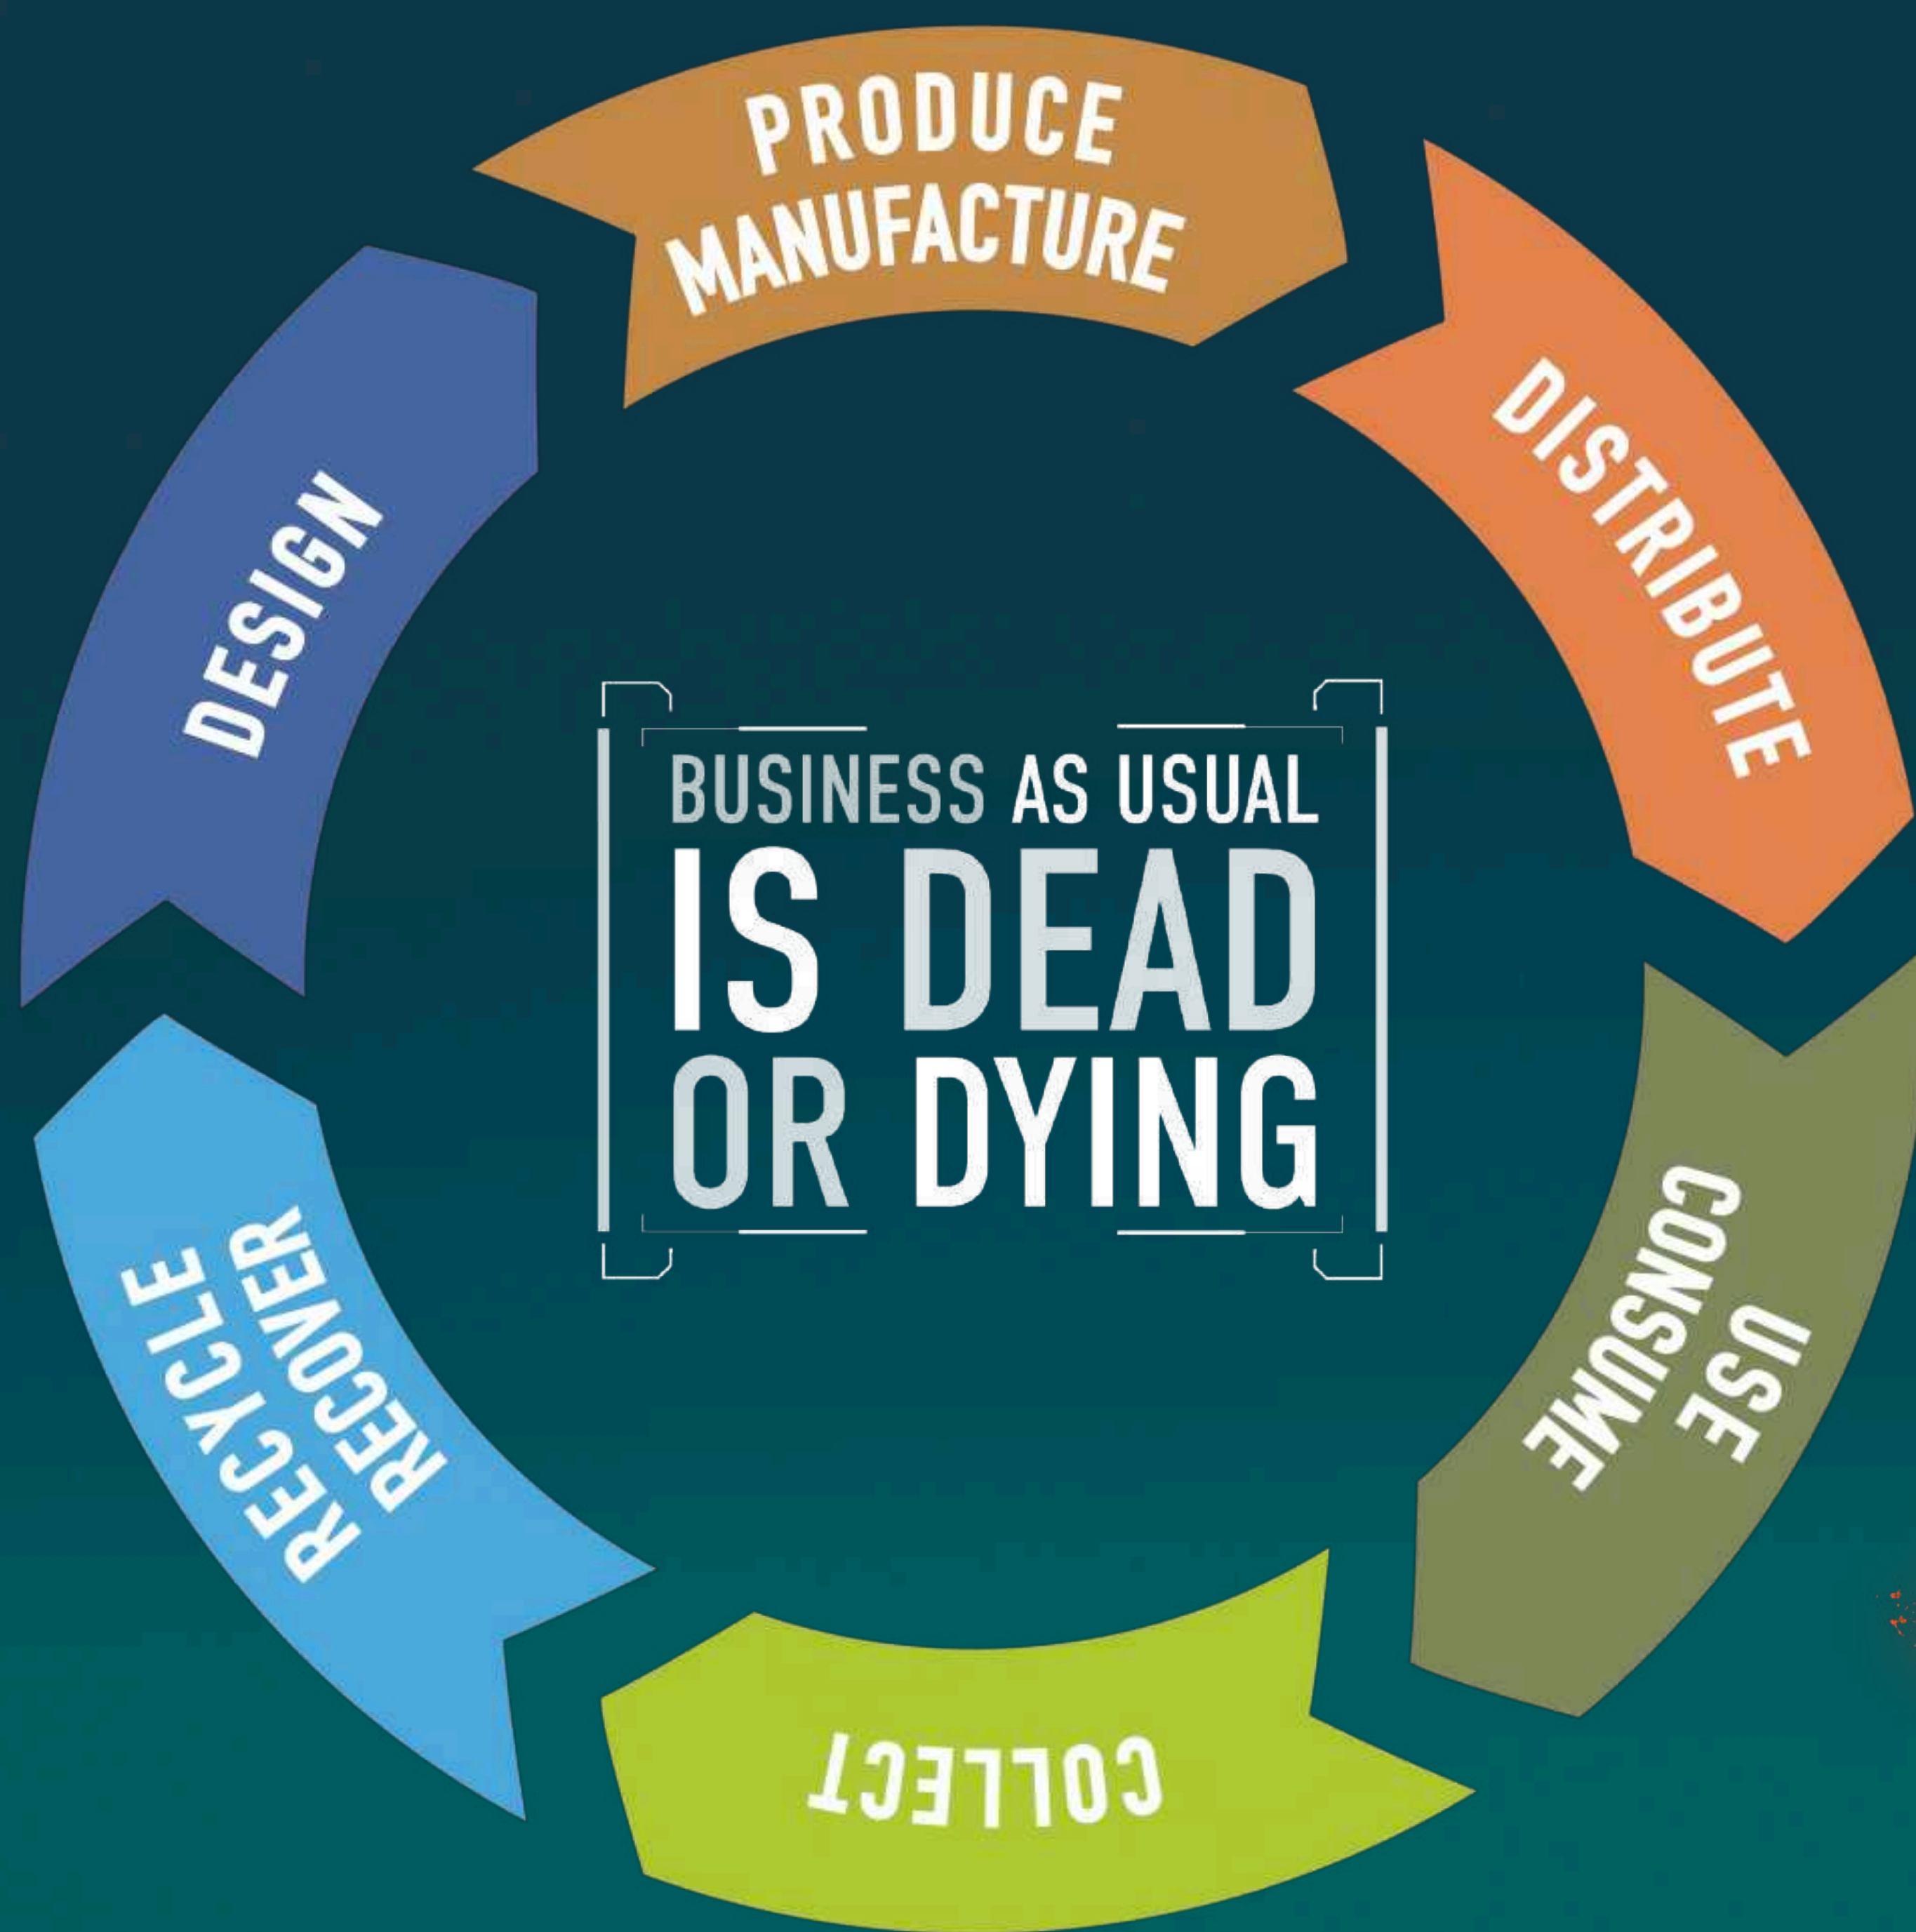 PRODUCE
MANUFACTURE
DISTRIBUTE
USE
CONSUME
COLLECT
RECYCLE
RECOVER
DESIGN
BUSINESS AS USUAL
IS DEAD
OR DYING